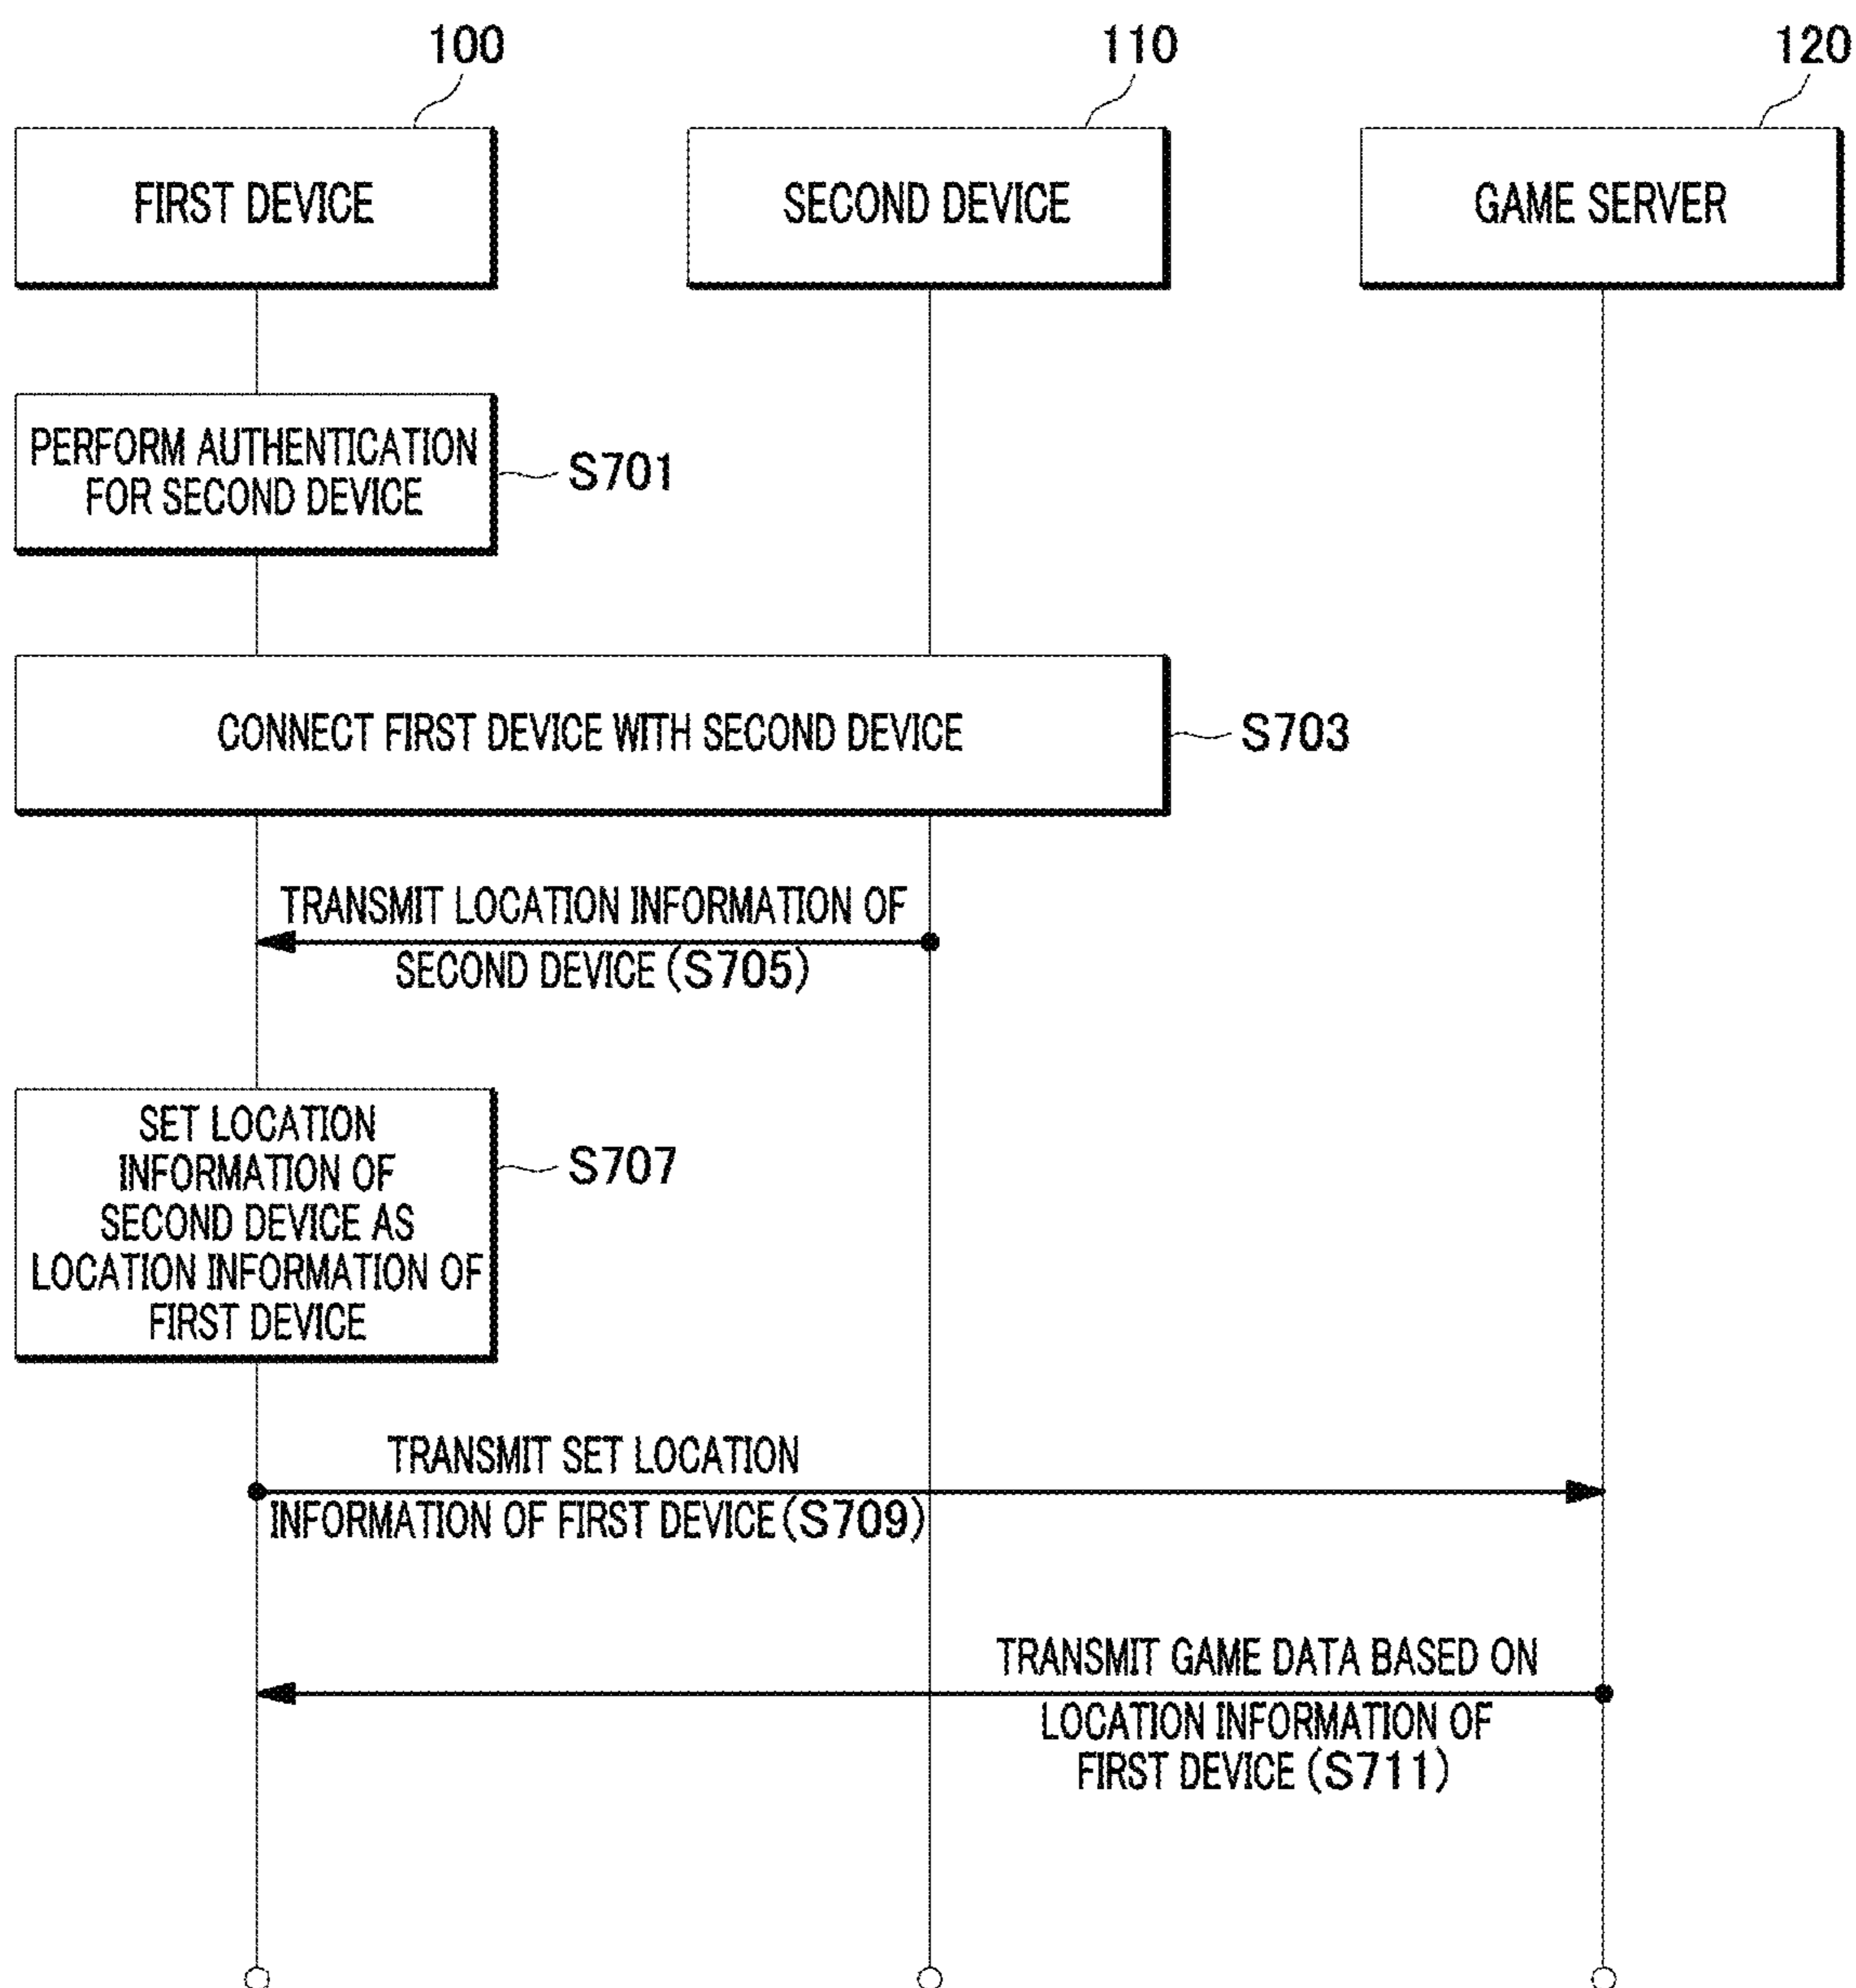 100
110
120
FIRST DEVICE
SECOND DEVICE
GAME SERVER
PERFORM AUTHENTICATION
FOR SECOND DEVICE
S701
CONNECT FIRST DEVICE WITH SECOND DEVICE
S703
TRANSMIT LOCATION INFORMATION OF
SECOND DEVICE (S705)
SET LOCATION
INFORMATION OF
SECOND DEVICE AS
LOCATION INFORMATION OF
FIRST DEVICE
S707
TRANSMIT SET LOCATION
INFORMATION OF FIRST DEVICE (S709)
TRANSMIT GAME DATA BASED ON
LOCATION INFORMATION OF
FIRST DEVICE (S711)